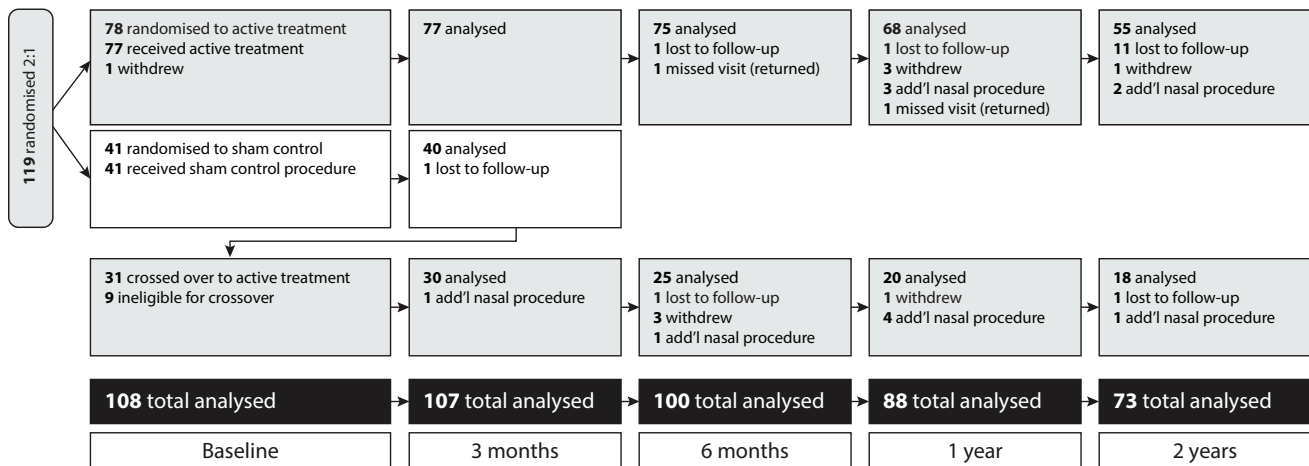 119 randomised 2:1
78 randomised to active treatment
77 received active treatment
1 withdrew
77 analysed
75 analysed
1 lost to follow-up
1 missed visit (returned)
68 analysed
1 lost to follow-up
3 withdrew
3 add'l nasal procedure
1 missed visit (returned)
55 analysed
11 lost to follow-up
1 withdrew
2 add'l nasal procedure
41 randomised to sham control
41 received sham control procedure
40 analysed
1 lost to follow-up
31 crossed over to active treatment
9 ineligible for crossover
30 analysed
1 add'l nasal procedure
25 analysed
1 lost to follow-up
3 withdrew
1 add'l nasal procedure
20 analysed
1 withdrew
4 add'l nasal procedure
18 analysed
1 lost to follow-up
1 add'l nasal procedure
108 total analysed
107 total analysed
100 total analysed
88 total analysed
73 total analysed
Baseline
3 months
6 months
1 year
2 years